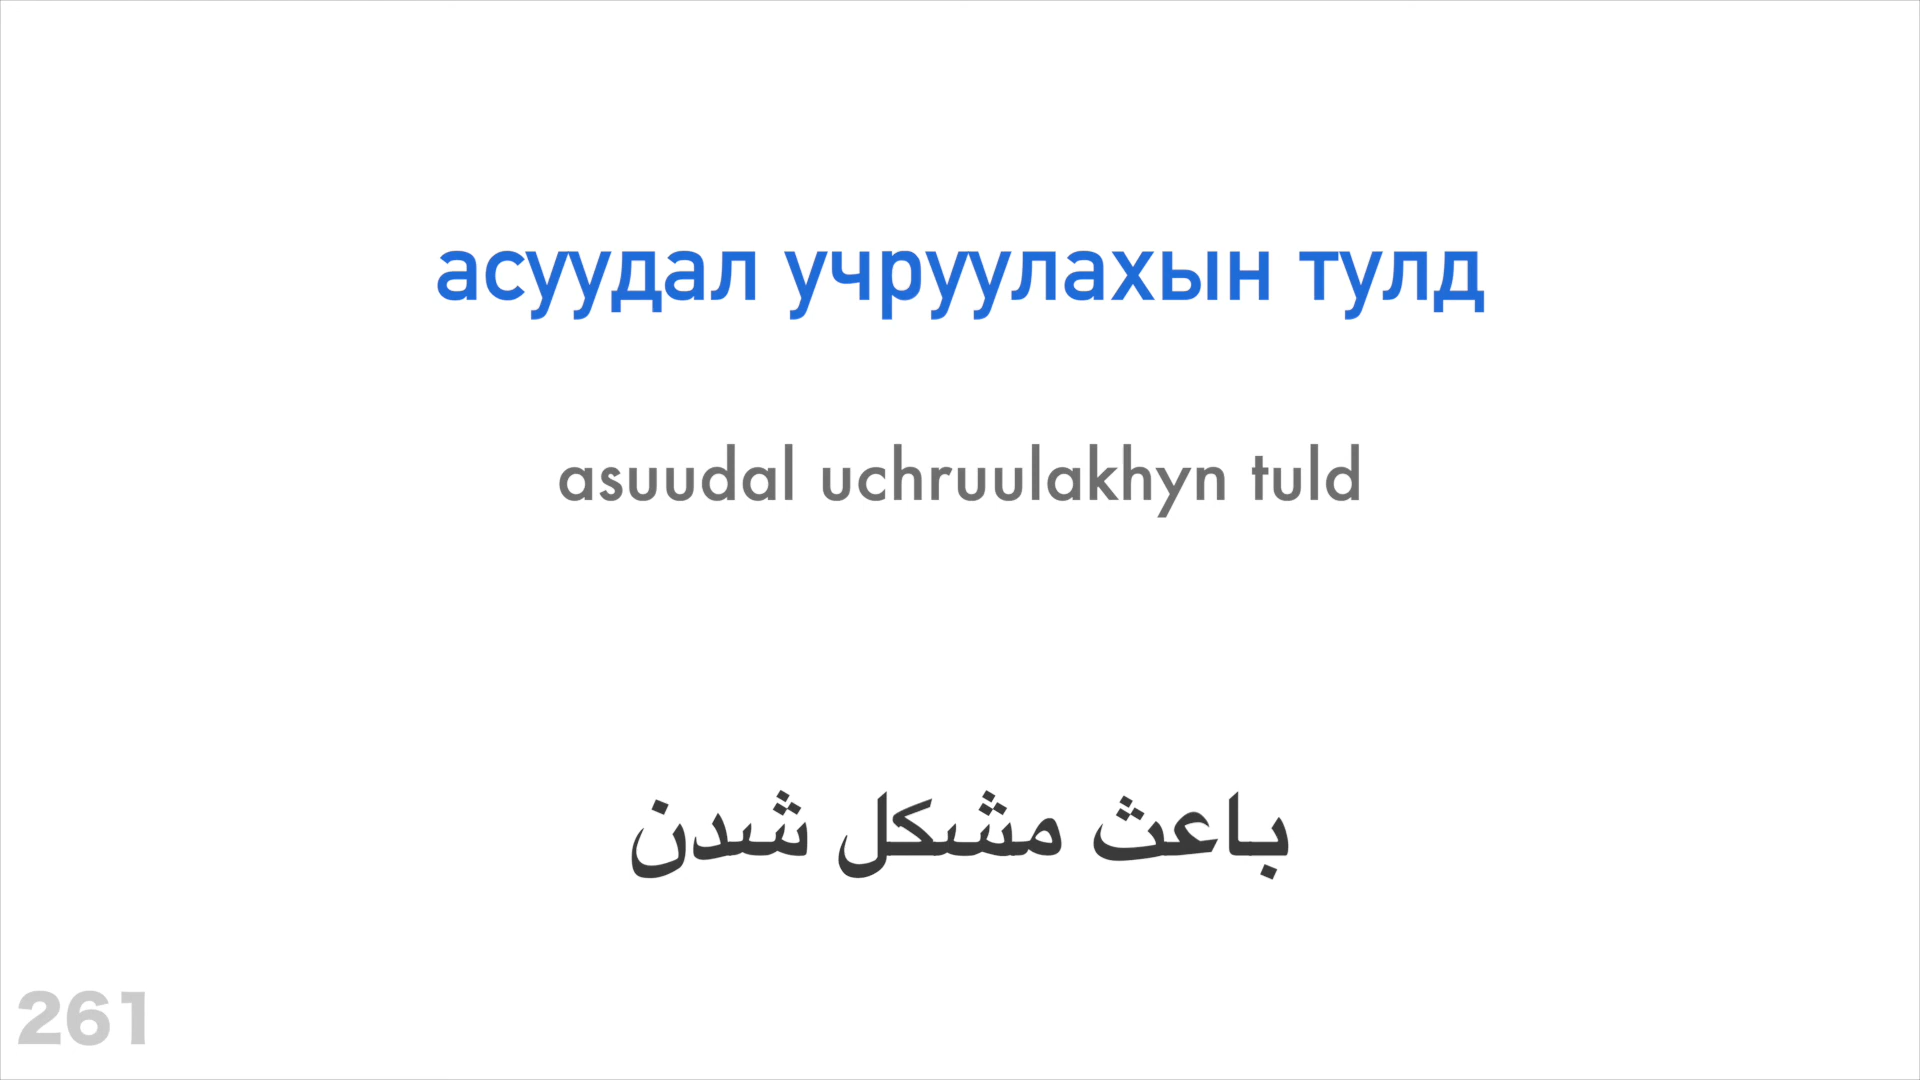 асуудал учруулахын тулд
asuudal uchruulakhyn tuld
باعث مشکل شدن
261